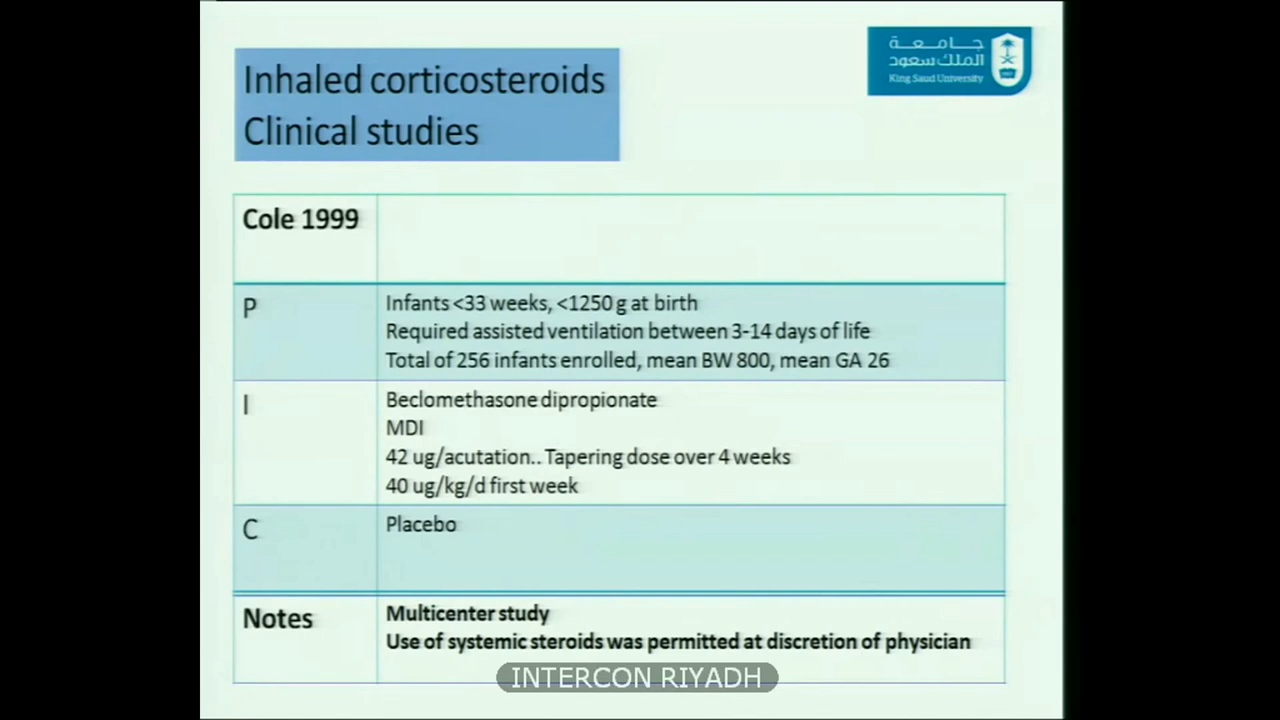 Inhaled corticosteroids
Clinical studies
جامعة
الملك سعود
King Saud University
Cole 1999
P
Infants <33 weeks, <1250 g at birth
Required assisted ventilation between 3-14 days of life
Total of 256 infants enrolled, mean BW 800, mean GA 26
I
Beclomethasone dipropionate
MDI
42 ug/acutation.. Tapering dose over 4 weeks
40 ug/kg/d first week
C
Placebo
Notes
Multicenter study
Use of systemic steroids was permitted at discretion of physician
INTERCON RIYADH